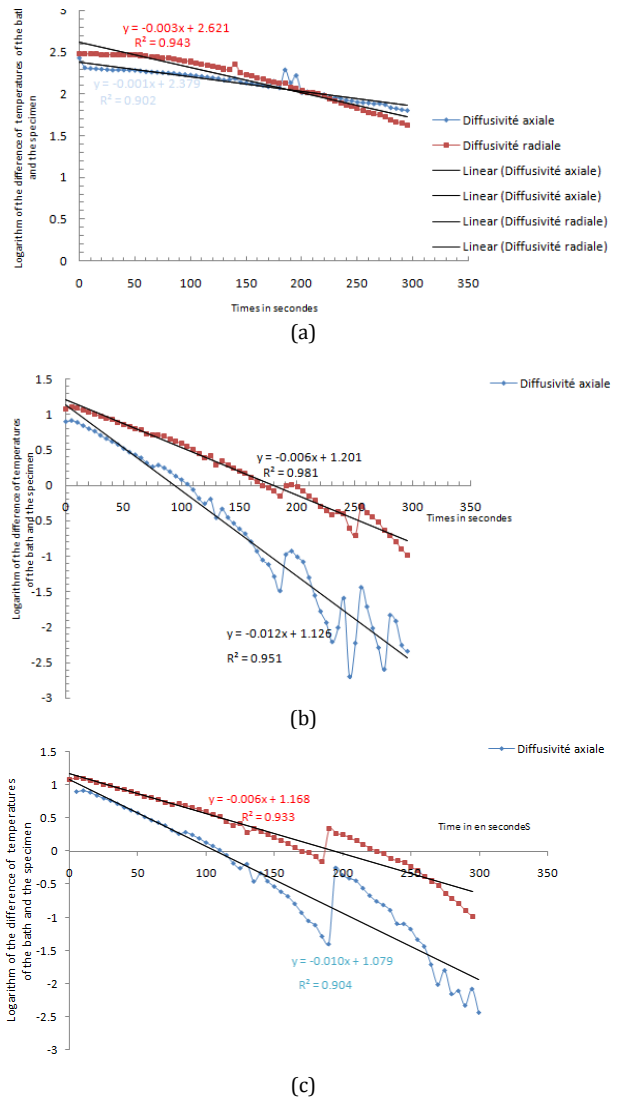 y = -0.003x + 2.621
R² = 0.943
y = -0.001x + 2.379
R² = 0.902
3
2.5
2
1.5
1
0.5
0
0 50 100 150 200 250 300 350
Logarithm of the difference of temperatures of the bath
and the specimen
Times in secondes
Diffusivité axiale
Diffusivité radiale
Linear (Diffusivité axiale)
Linear (Diffusivité axiale)
Linear (Diffusivité radiale)
Linear (Diffusivité radiale)
(a)
1.5
1
0.5
0
-0.5
-1
-1.5
-2
-2.5
-3
0 50 100 150 200 250 300 350
Logarithm of the difference of temperatures
of the bath and the specimen
Diffusivité axiale
y = -0.006x + 1.201
R² = 0.981
Times in secondes
y = -0.012x + 1.126
R² = 0.951
(b)
1.5
1
0.5
0
-0.5
-1
-1.5
-2
-2.5
-3
0 50 100 150 200 250 300 350
Logarithm of the difference of temperatures
of the bath and the specimen
Diffusivité axiale
y = -0.006x + 1.168
R² = 0.933
Time in en secondeS
y = -0.010x + 1.079
R² = 0.904
(c)